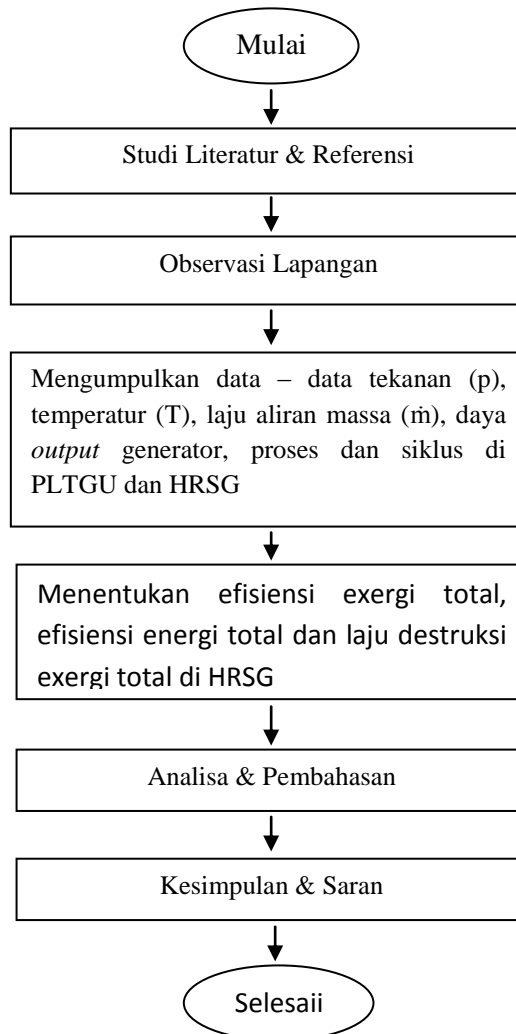 Mulai
Studi Literatur & Referensi
Observasi Lapangan
Mengumpulkan data – data tekanan (p),
temperatur (T), laju aliran massa (ṁ), daya
output generator, proses dan siklus di
PLTGU dan HRSG
Menentukan efisiensi exergi total,
efisiensi energi total dan laju destruksi
exergi total di HRSG
Analisa & Pembahasan
Kesimpulan & Saran
Selesaii